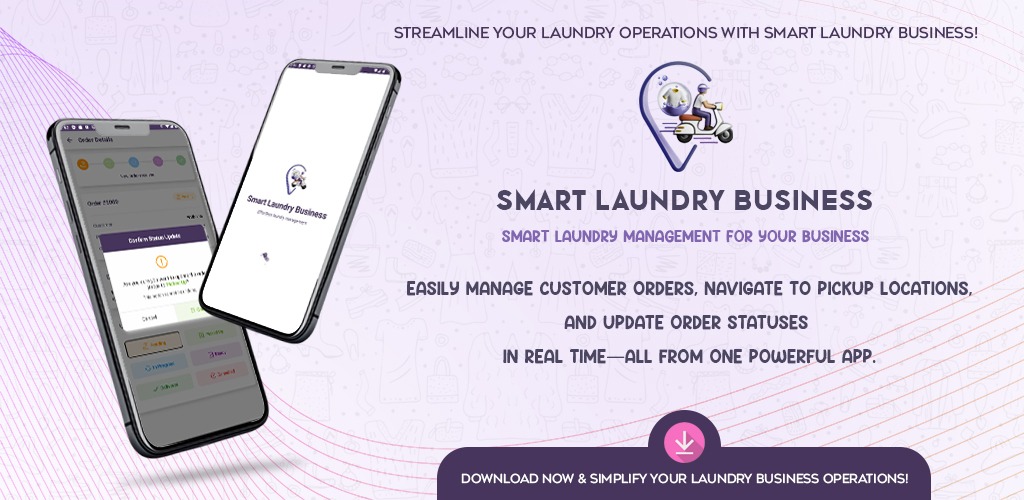 STREAMLINE YOUR LAUNDRY OPERATIONS WITH SMART LAUNDRY BUSINESS!
SMART LAUNDRY BUSINESS
SMART LAUNDRY MANAGEMENT FOR YOUR BUSINESS
EASILY MANAGE CUSTOMER ORDERS, NAVIGATE TO PICKUP LOCATIONS,
AND UPDATE ORDER STATUSES
IN REAL TIME—ALL FROM ONE POWERFUL APP.
DOWNLOAD NOW & SIMPLIFY YOUR LAUNDRY BUSINESS OPERATIONS!
Smart Laundry Business
Order Details
Confirm Status Update
Cancel